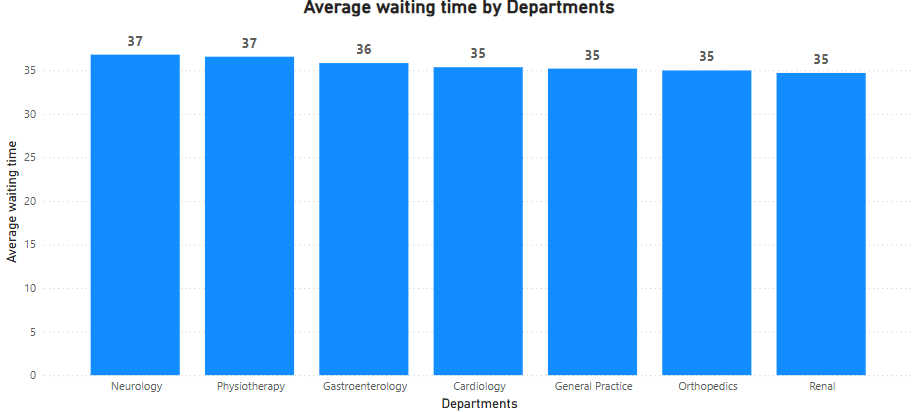 Average waiting time by Departments
37 37 36 35 35 35 35
35
30
25
20
15
10
5
0
Average waiting time
Neurology Physiotherapy Gastroenterology Cardiology General Practice Orthopedics Renal
Departments